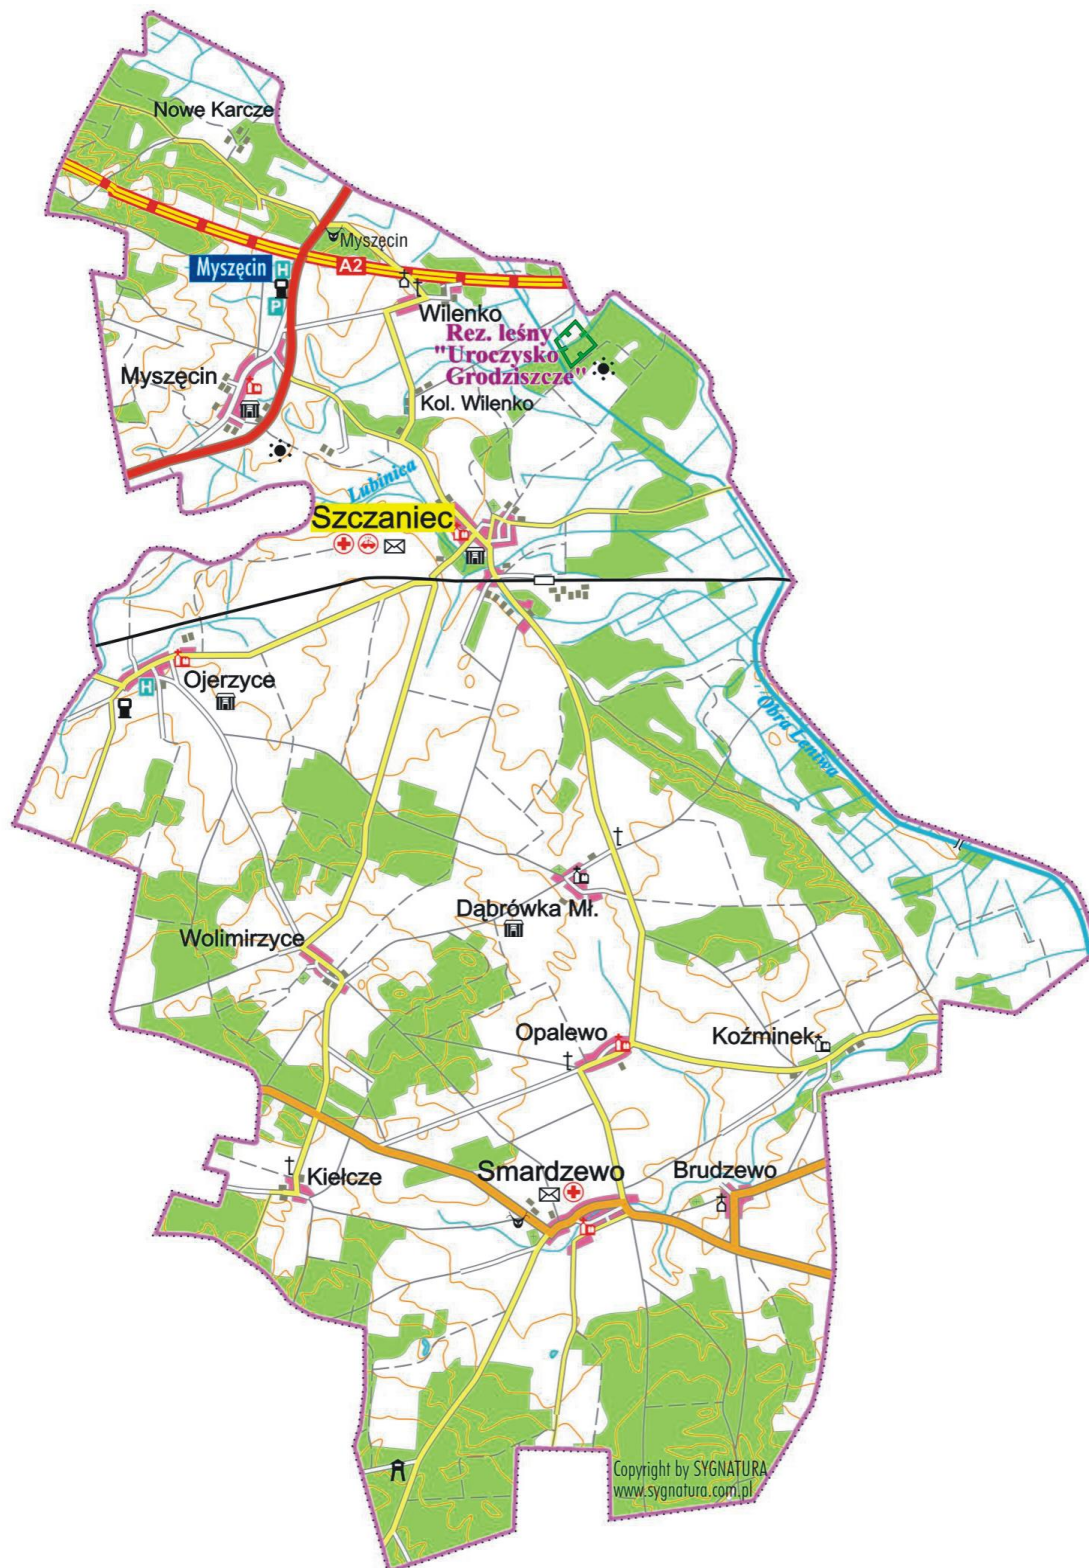 Nowe Karcze
Myszęcin
Myszęcin
H
A2
P
Wilenko
Rez. leśny
"Uroczysko
Grodziszcze"
Myszęcin
Kol. Wilenko
Lubinica
Szczaniec
Ojerzyce
H
Obra Leniwa
Dąbrówka Mł.
Wolimirzyce
Opalewo
Koźminek
Smardzewo
Brudzewo
Kiełcze
Copyright by SYGNATURA
www.sygnatura.com.pl